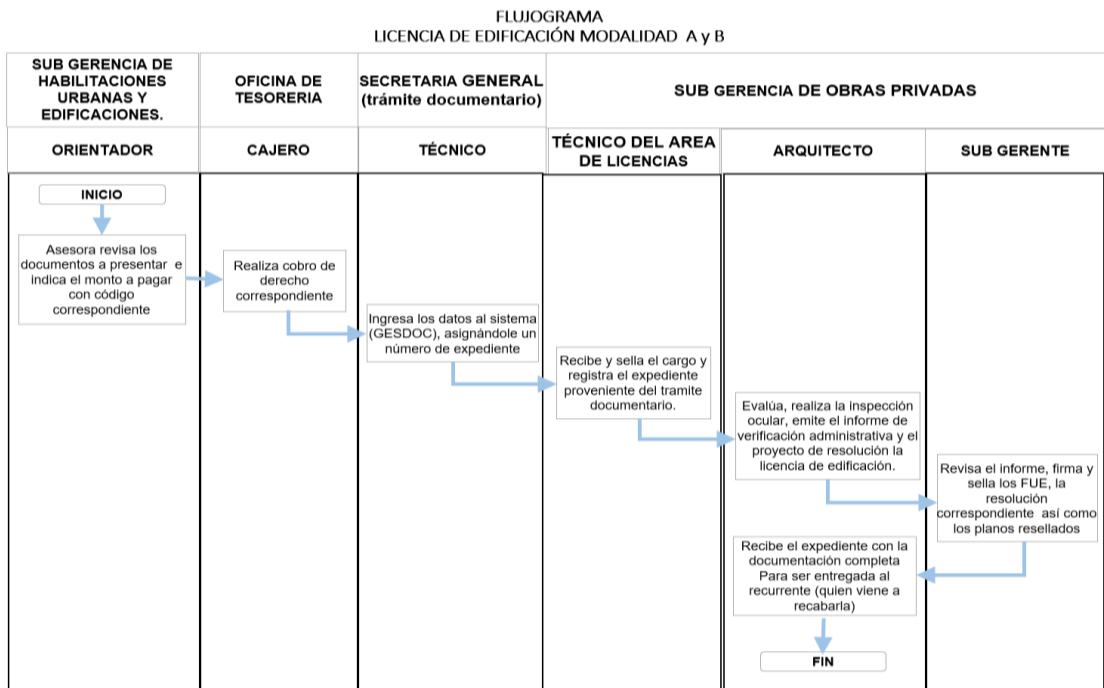 FLUJOGRAMA
LICENCIA DE EDIFICACIÓN MODALIDAD A y B
SUB GERENCIA DE
HABILITACIONES
URBANAS Y
EDIFICACIONES.
OFICINA DE
TESORERIA
SECRETARIA GENERAL
(trámite documentario)
SUB GERENCIA DE OBRAS PRIVADAS
ORIENTADOR
CAJERO
TÉCNICO
TÉCNICO DEL AREA
DE LICENCIAS
ARQUITECTO
SUB GERENTE
INICIO
Asesora revisa los
documentos a presentar e
indica el monto a pagar
con código
correspondiente
Realiza cobro de
derecho
correspondiente
Ingresa los datos al sistema
(GESDOC), asignándole un
número de expediente
Recibe y sella el cargo y
registra el expediente
proveniente del tramite
documentario.
Evalúa, realiza la inspección
ocular, emite el informe de
verificación administrativa y el
proyecto de resolución la
licencia de edificación.
Revisa el informe, firma y
sella los FUE, la
resolución
correspondiente así como
los planos resellados
Recibe el expediente con la
documentación completa
Para ser entregada al
recurrente (quien viene a
recabarla)
FIN